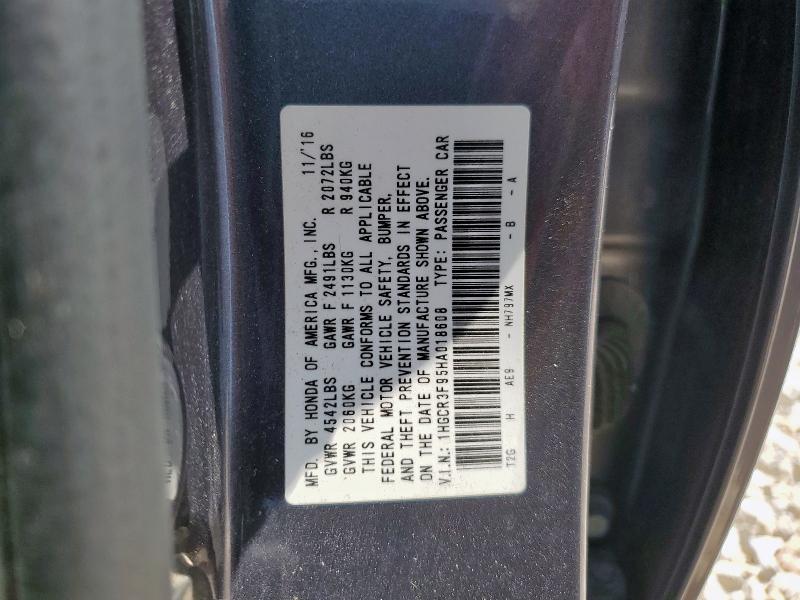 MFD. BY HONDA OF AMERICA MFG., INC. 11/'16
GVWR 4542LBS GAWR F 2491LBS R 2072LBS
GVWR 2060KG GAWR F 1130KG R 940KG
THIS VEHICLE CONFORMS TO ALL APPLICABLE
FEDERAL MOTOR VEHICLE SAFETY, BUMPER,
AND THEFT PREVENTION STANDARDS IN EFFECT
ON THE DATE OF MANUFACTURE SHOWN ABOVE.
V.I.N.: 1HGCR3F95HA018608 TYPE: PASSENGER CAR
T2G H AE9 - NH797MX - B - A